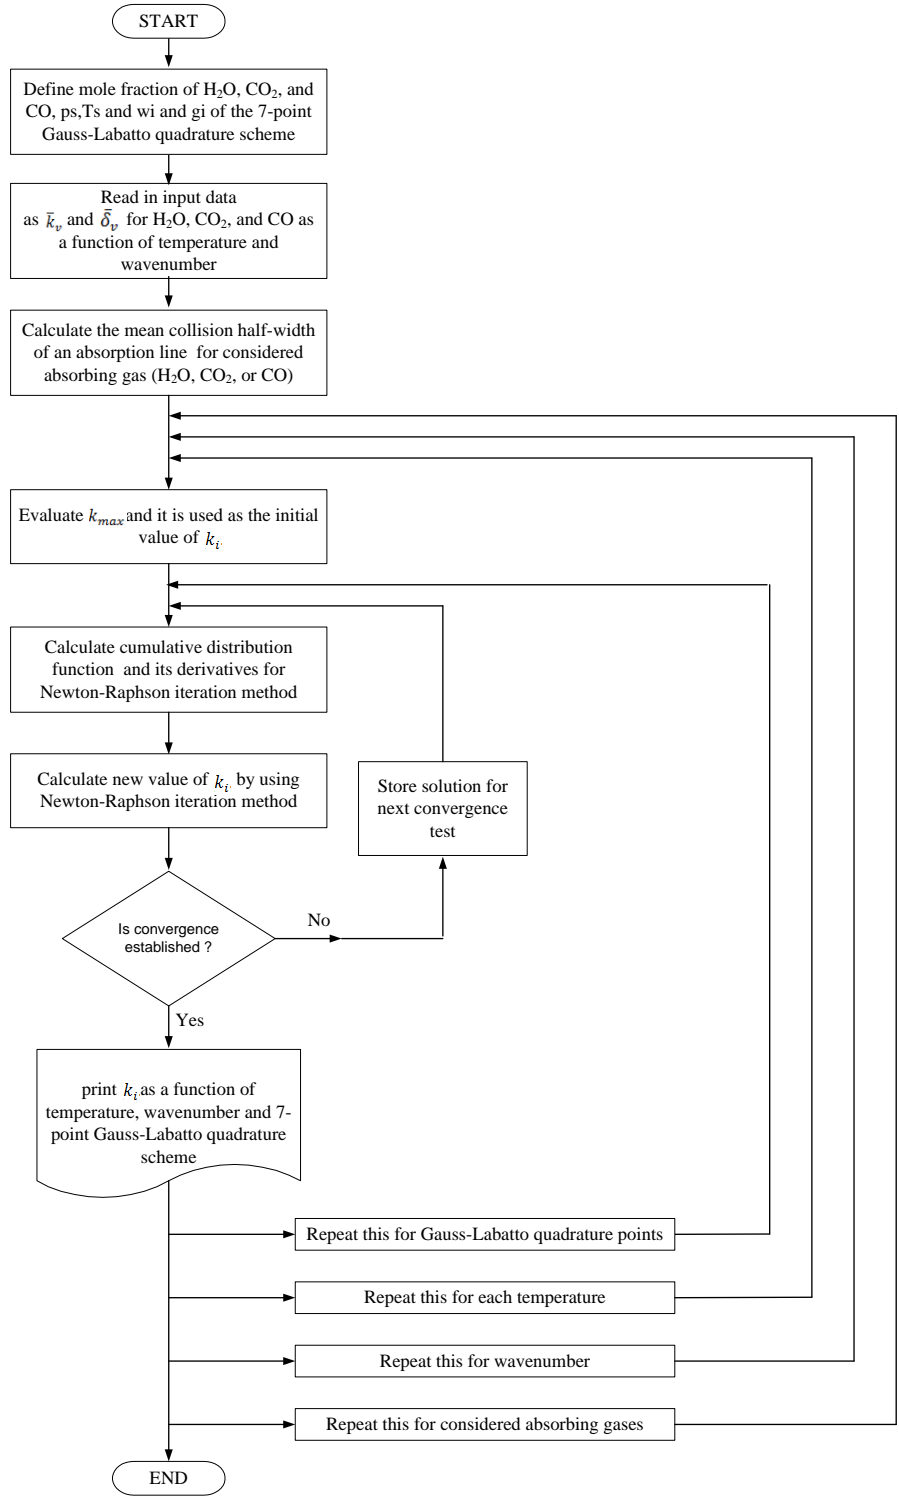 START
Define mole fraction of H₂O, CO₂, and
CO, ps,Ts and wi and gi of the 7-point
Gauss-Labatto quadrature scheme
Read in input data
as k̄ᵥ and δ̄ᵥ for H₂O, CO₂, and CO as
a function of temperature and
wavenumber
Calculate the mean collision half-width
of an absorption line for considered
absorbing gas (H₂O, CO₂, or CO)
Evaluate kmax and it is used as the initial
value of kᵢ
Calculate cumulative distribution
function and its derivatives for
Newton-Raphson iteration method
Calculate new value of kᵢ by using
Newton-Raphson iteration method
Store solution for
next convergence
test
Is convergence
established ?
No
Yes
print kᵢ as a function of
temperature, wavenumber and 7-
point Gauss-Labatto quadrature
scheme
Repeat this for Gauss-Labatto quadrature points
Repeat this for each temperature
Repeat this for wavenumber
Repeat this for considered absorbing gases
END